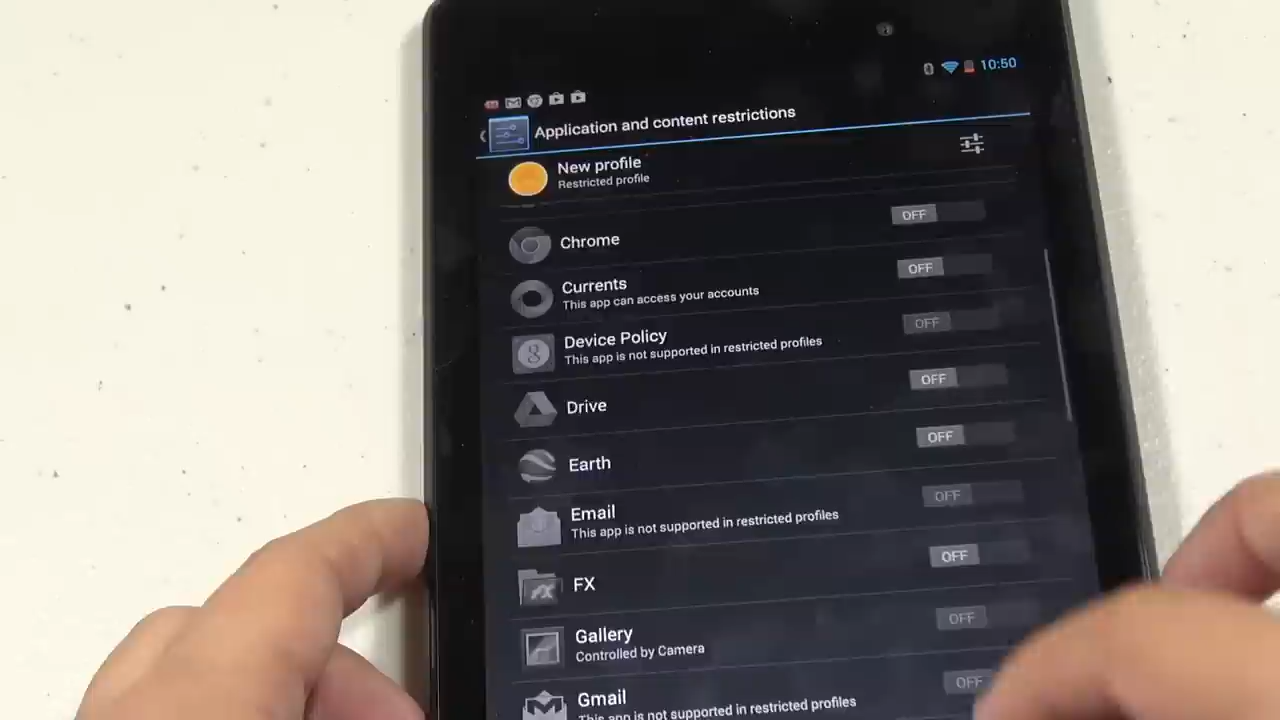 10:50
Application and content restrictions
New profile
Restricted profile
OFF
Chrome
OFF
Currents
This app can access your accounts
OFF
Device Policy
This app is not supported in restricted profiles
OFF
Drive
OFF
Earth
OFF
Email
This app is not supported in restricted profiles
OFF
FX
OFF
Gallery
Controlled by Camera
OFF
Gmail
This app is not supported in restricted profiles